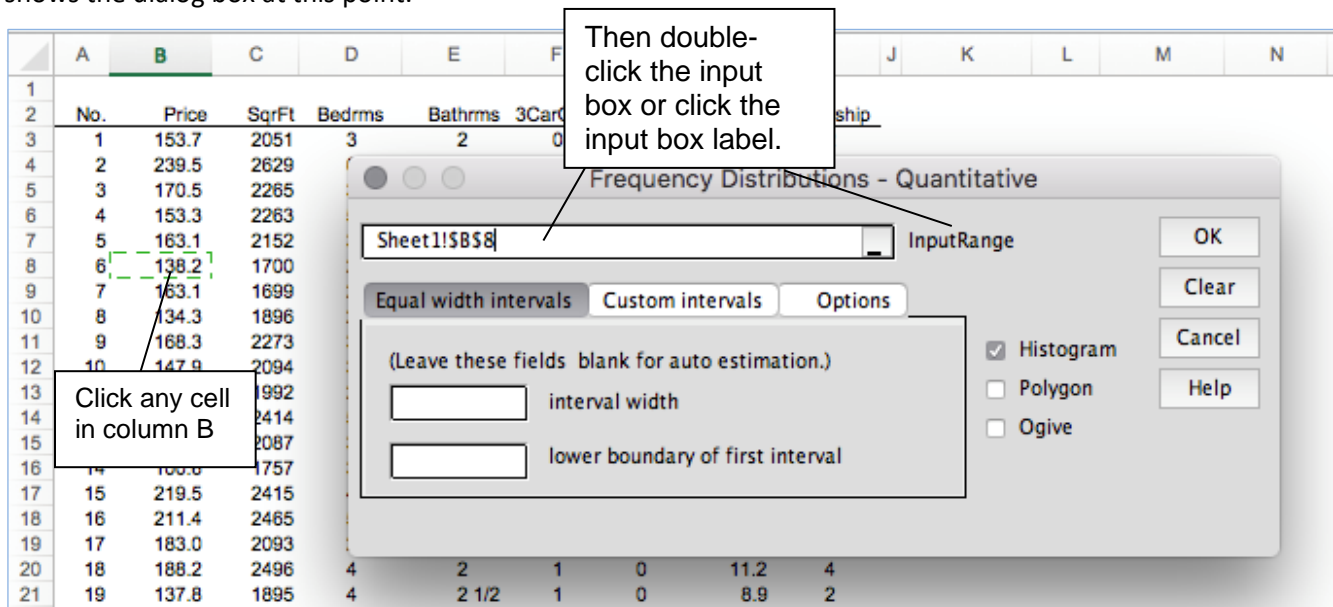 shows the dialog box at this point.
Then double-
click the input
box or click the
input box label.
A B C D E F J K L M N
1
2 No. Price SqrFt Bedrms Bathrms ship
3 1 153.7 2051 3 2 0
4 2 239.5 2629
5 3 170.5 2265
6 4 153.3 2263
7 5 163.1 2152
8 6 138.2 1700
9 7 163.1 1699
10 8 134.3 1896
11 9 168.3 2273
12 10 147.9 2094
13 1992
14 2414
15 2087
16 1757
17 15 219.5 2415
18 16 211.4 2465
19 17 183.0 2093
20 18 188.2 2496 4 2 1 0 11.2 4
21 19 137.8 1895 4 2 1/2 1 0 8.9 2
Click any cell
in column B
Frequency Distributions - Quantitative
Sheet1!$B$8 _ InputRange
OK
Clear
Cancel
Help
Equal width intervals Custom intervals Options
(Leave these fields blank for auto estimation.)
interval width
lower boundary of first interval
Histogram
Polygon
Ogive